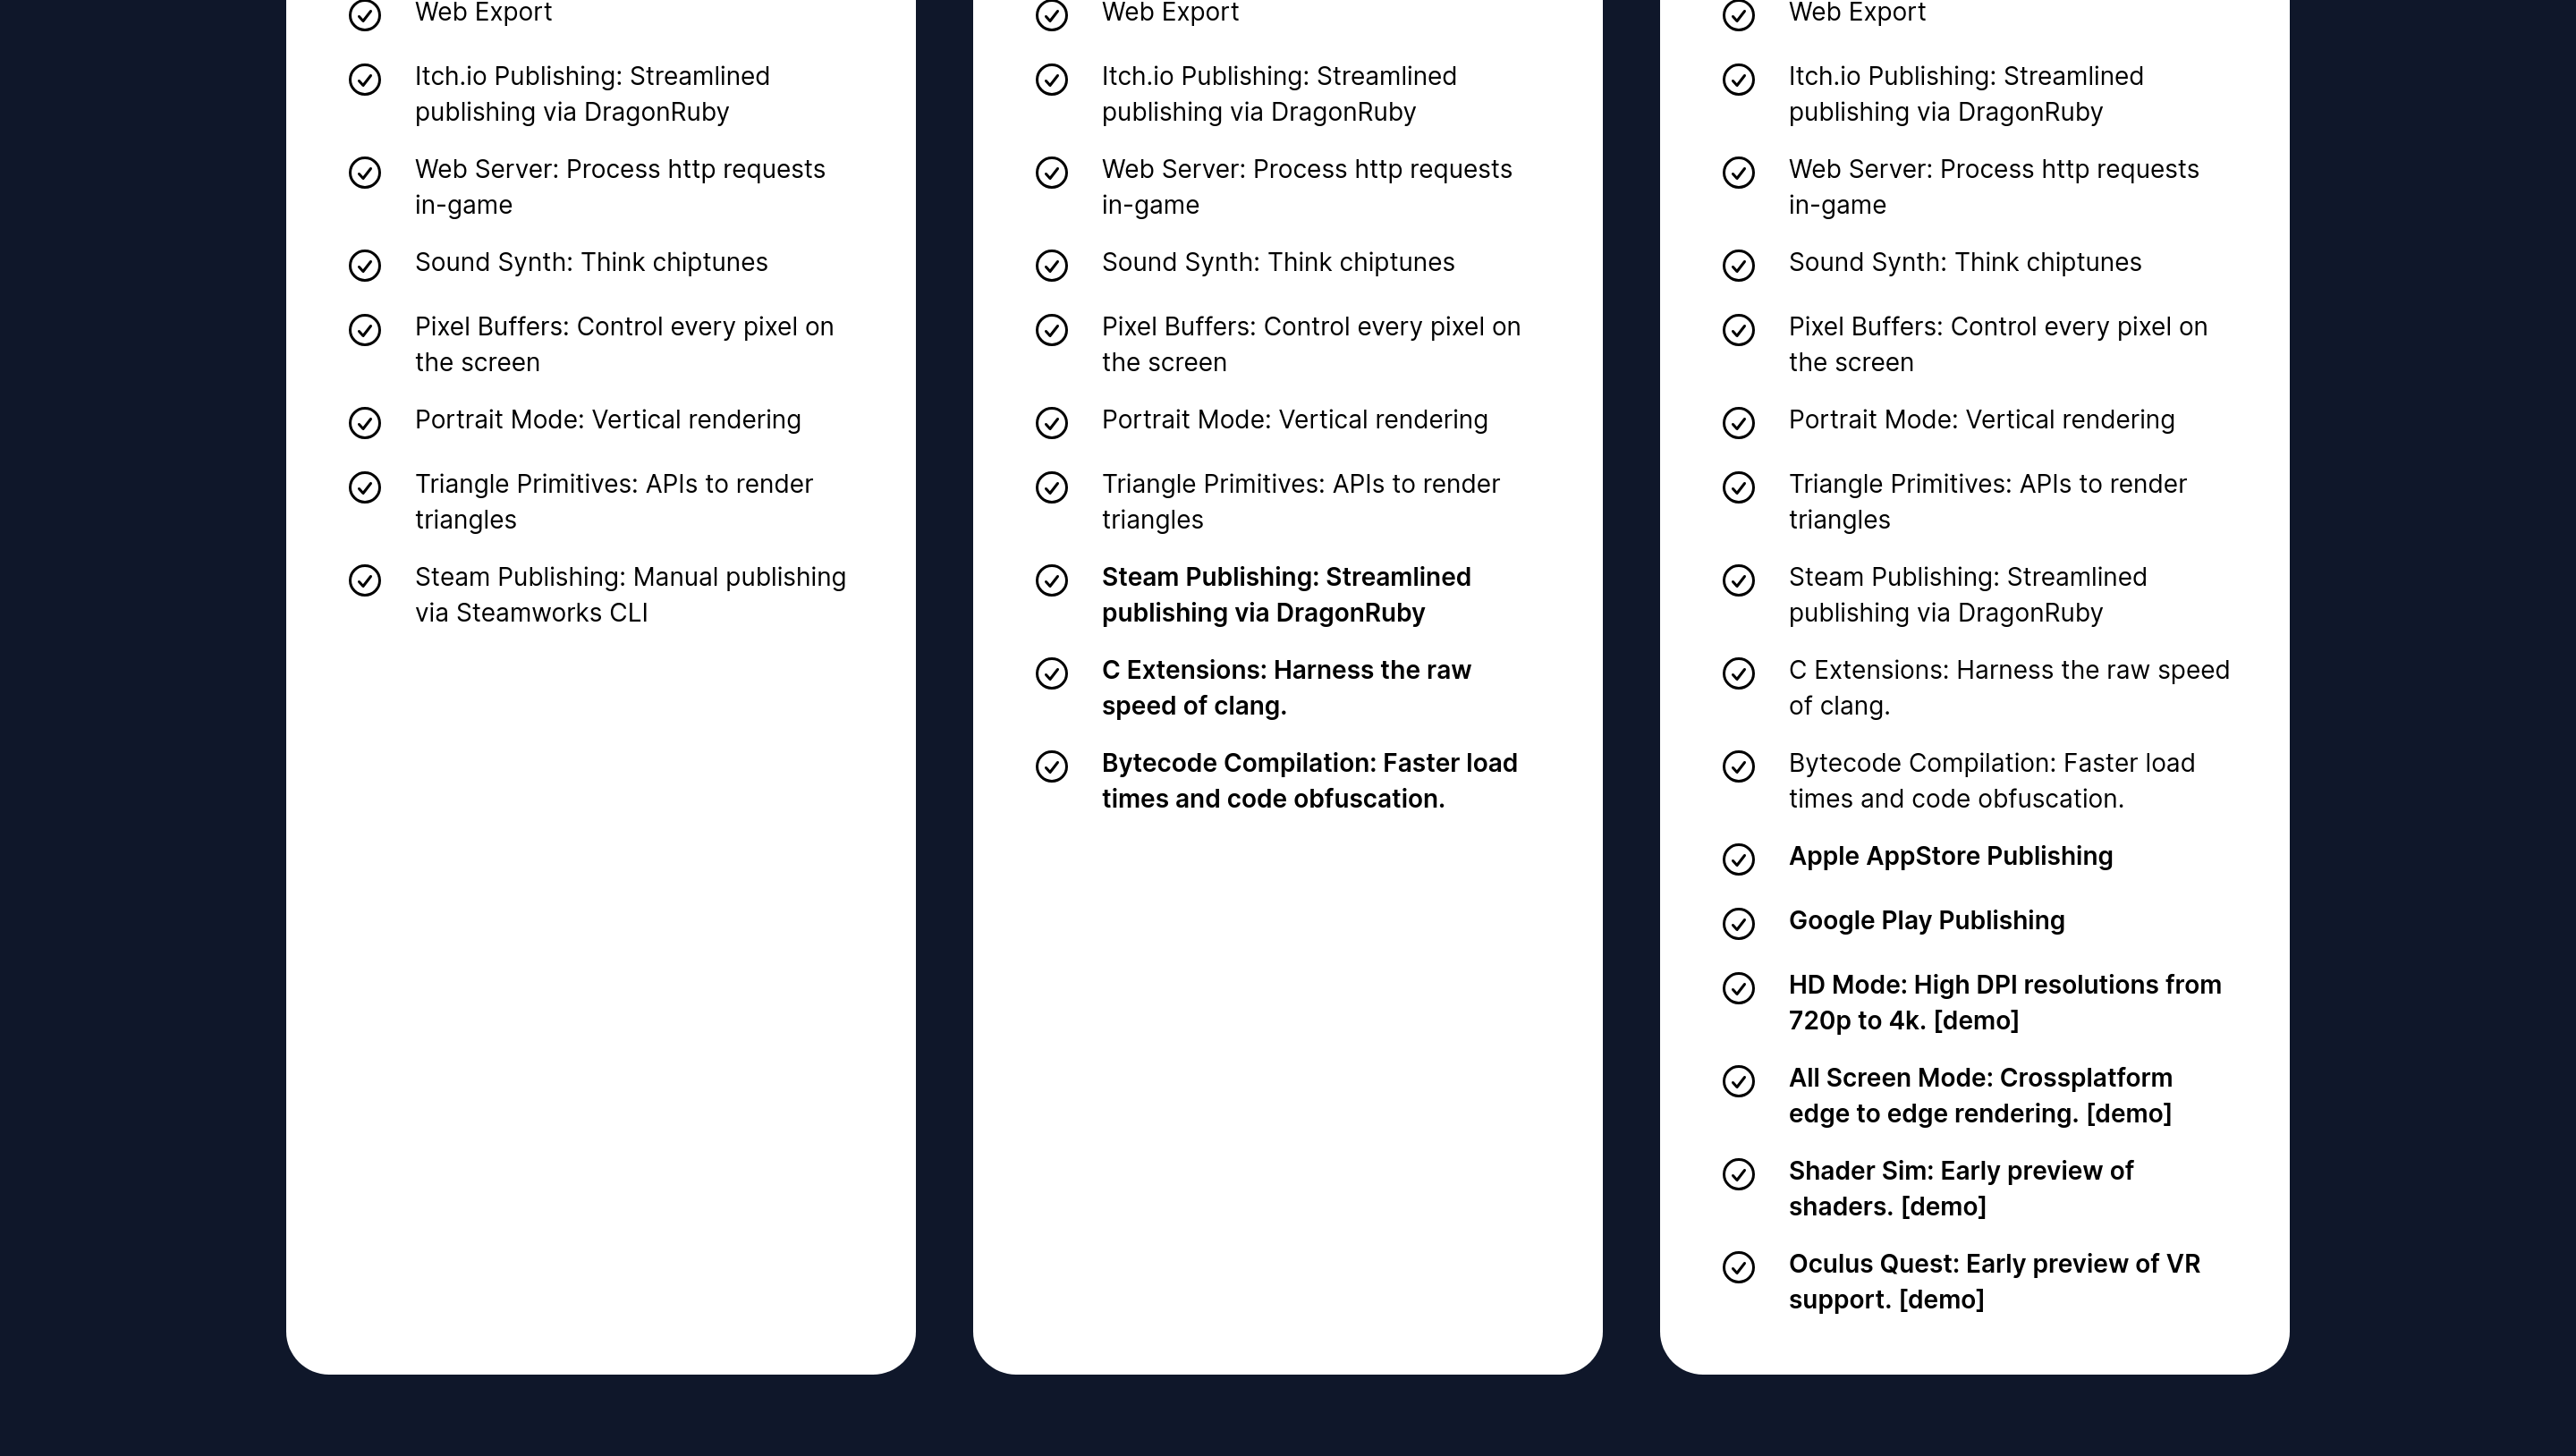 Web Export
Itch.io Publishing: Streamlined
publishing via DragonRuby
Web Server: Process http requests
in-game
Sound Synth: Think chiptunes
Pixel Buffers: Control every pixel on
the screen
Portrait Mode: Vertical rendering
Triangle Primitives: APIs to render
triangles
Steam Publishing: Manual publishing
via Steamworks CLI
Web Export
Itch.io Publishing: Streamlined
publishing via DragonRuby
Web Server: Process http requests
in-game
Sound Synth: Think chiptunes
Pixel Buffers: Control every pixel on
the screen
Portrait Mode: Vertical rendering
Triangle Primitives: APIs to render
triangles
Steam Publishing: Streamlined
publishing via DragonRuby
C Extensions: Harness the raw
speed of clang.
Bytecode Compilation: Faster load
times and code obfuscation.
Web Export
Itch.io Publishing: Streamlined
publishing via DragonRuby
Web Server: Process http requests
in-game
Sound Synth: Think chiptunes
Pixel Buffers: Control every pixel on
the screen
Portrait Mode: Vertical rendering
Triangle Primitives: APIs to render
triangles
Steam Publishing: Streamlined
publishing via DragonRuby
C Extensions: Harness the raw speed
of clang.
Bytecode Compilation: Faster load
times and code obfuscation.
Apple AppStore Publishing
Google Play Publishing
HD Mode: High DPI resolutions from
720p to 4k. [demo]
All Screen Mode: Crossplatform
edge to edge rendering. [demo]
Shader Sim: Early preview of
shaders. [demo]
Oculus Quest: Early preview of VR
support. [demo]